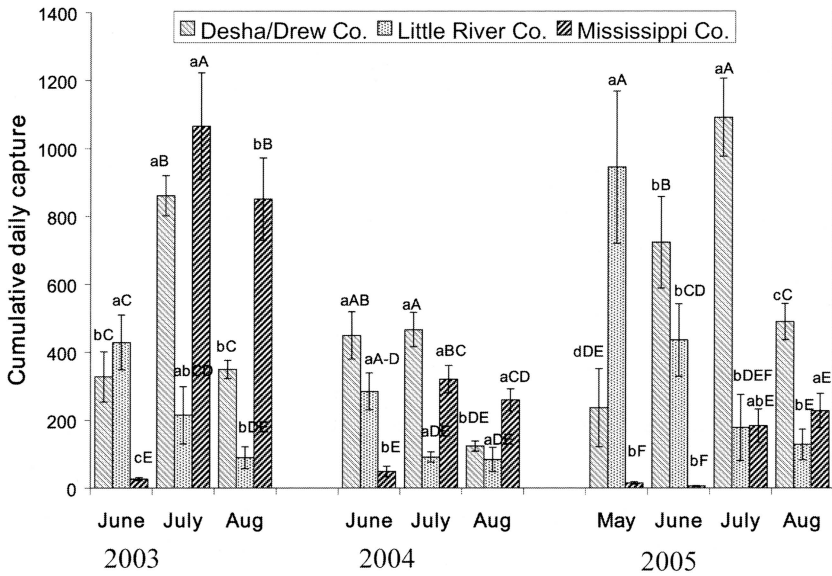 Desha/Drew Co. Little River Co. Mississippi Co.
Cumulative daily capture
1400
1200
1000
800
600
400
200
0
bC aC cE aB abCD aA bC bDE bB
aAB aA-D bE aA aDE aBC bDE aDE aCD
dDE aA bF bB bCD bF aA bDEF abE cC bE aE
June July Aug June July Aug May June July Aug
2003 2004 2005